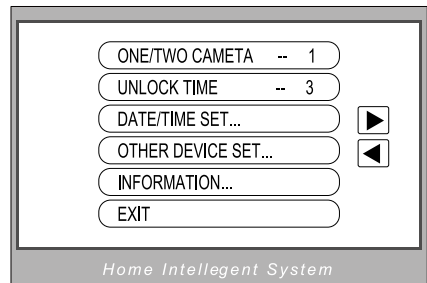 ONE/TWO CAMETA -- 1
UNLOCK TIME -- 3
DATE/TIME SET...
OTHER DEVICE SET...
INFORMATION...
EXIT
Home Intellegent System